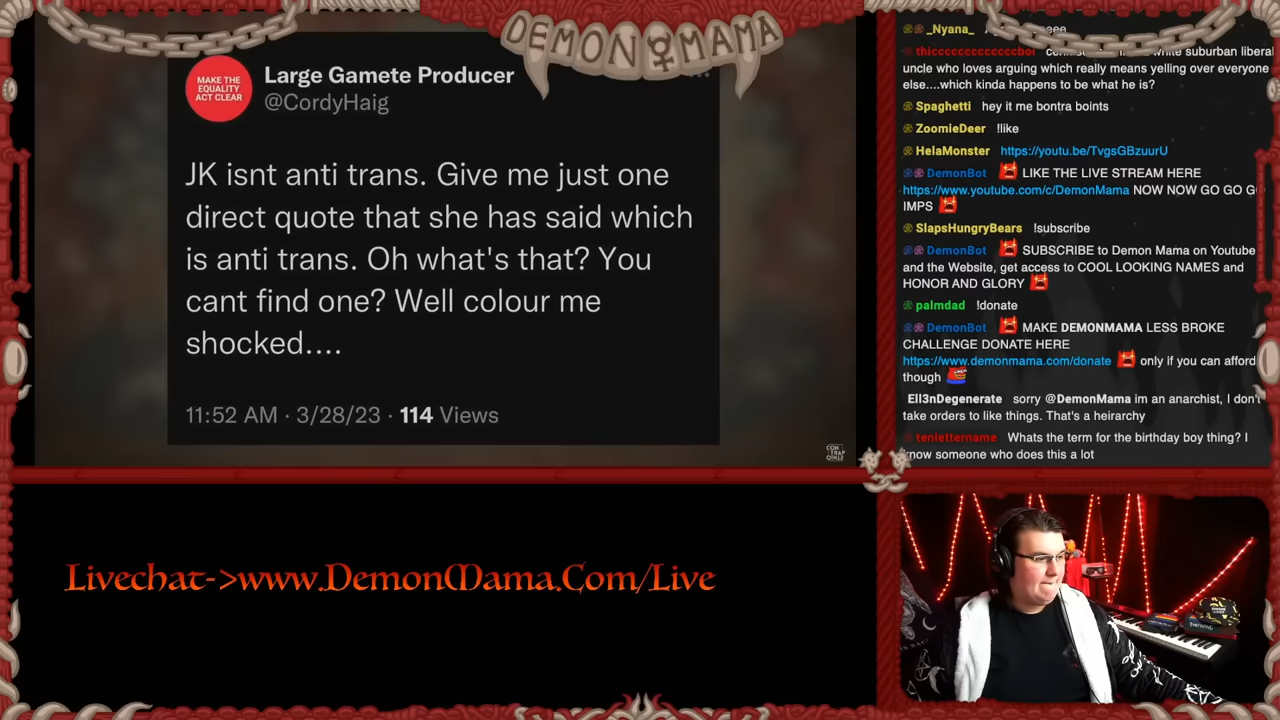 DEMON MAMA
MAKE THE
EQUALITY
ACT CLEAR
Large Gamete Producer
@CordyHaig
JK isnt anti trans. Give me just one
direct quote that she has said which
is anti trans. Oh what's that? You
cant find one? Well colour me
shocked....
11:52 AM · 3/28/23 · 114 Views
CON
TRAP
OINTS
Livechat->www.DemonMama.Com/Live
_Nyana_
white suburban liberal
uncle who loves arguing which really means yelling over everyone
else....which kinda happens to be what he is?
Spaghetti hey it me bontra boints
ZoomieDeer !like
HelaMonster https://youtu.be/TvgsGBzuurU
DemonBot LIKE THE LIVE STREAM HERE
https://www.youtube.com/c/DemonMama NOW NOW GO GO GO
IMPS
SlapsHungryBears !subscribe
DemonBot SUBSCRIBE to Demon Mama on Youtube
and the Website, get access to COOL LOOKING NAMES and
HONOR AND GLORY
palmdad !donate
DemonBot MAKE DEMONMAMA LESS BROKE
CHALLENGE DONATE HERE
https://www.demonmama.com/donate only if you can afford
though
Ell3nDegenerate sorry @DemonMama im an anarchist, I don't
take orders to like things. That's a heirarchy
tenlettername Whats the term for the birthday boy thing? I
know someone who does this a lot